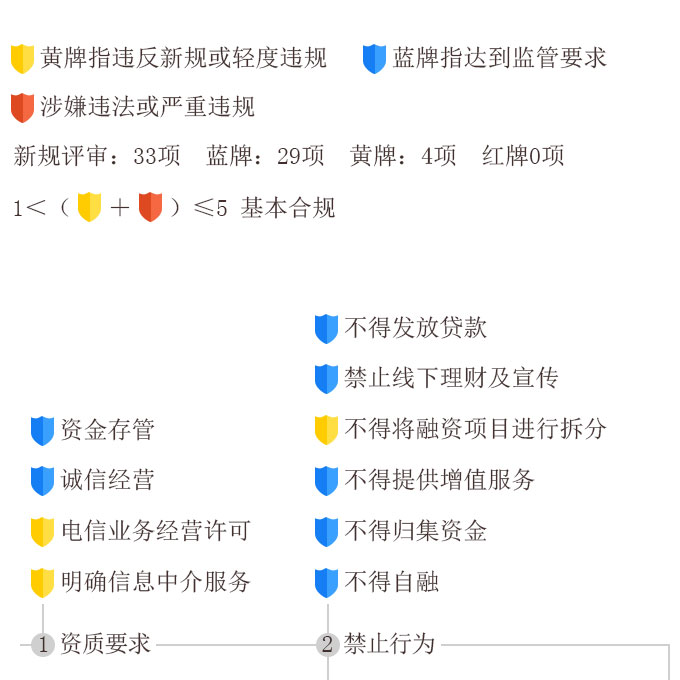 黄牌指违反新规或轻度违规 蓝牌指达到监管要求
涉嫌违法或严重违规
新规评审：33项 蓝牌：29项 黄牌：4项 红牌0项
1＜（＋）≤5 基本合规
不得发放贷款
禁止线下理财及宣传
资金存管 不得将融资项目进行拆分
诚信经营 不得提供增值服务
电信业务经营许可 不得归集资金
明确信息中介服务 不得自融
1 资质要求 2 禁止行为